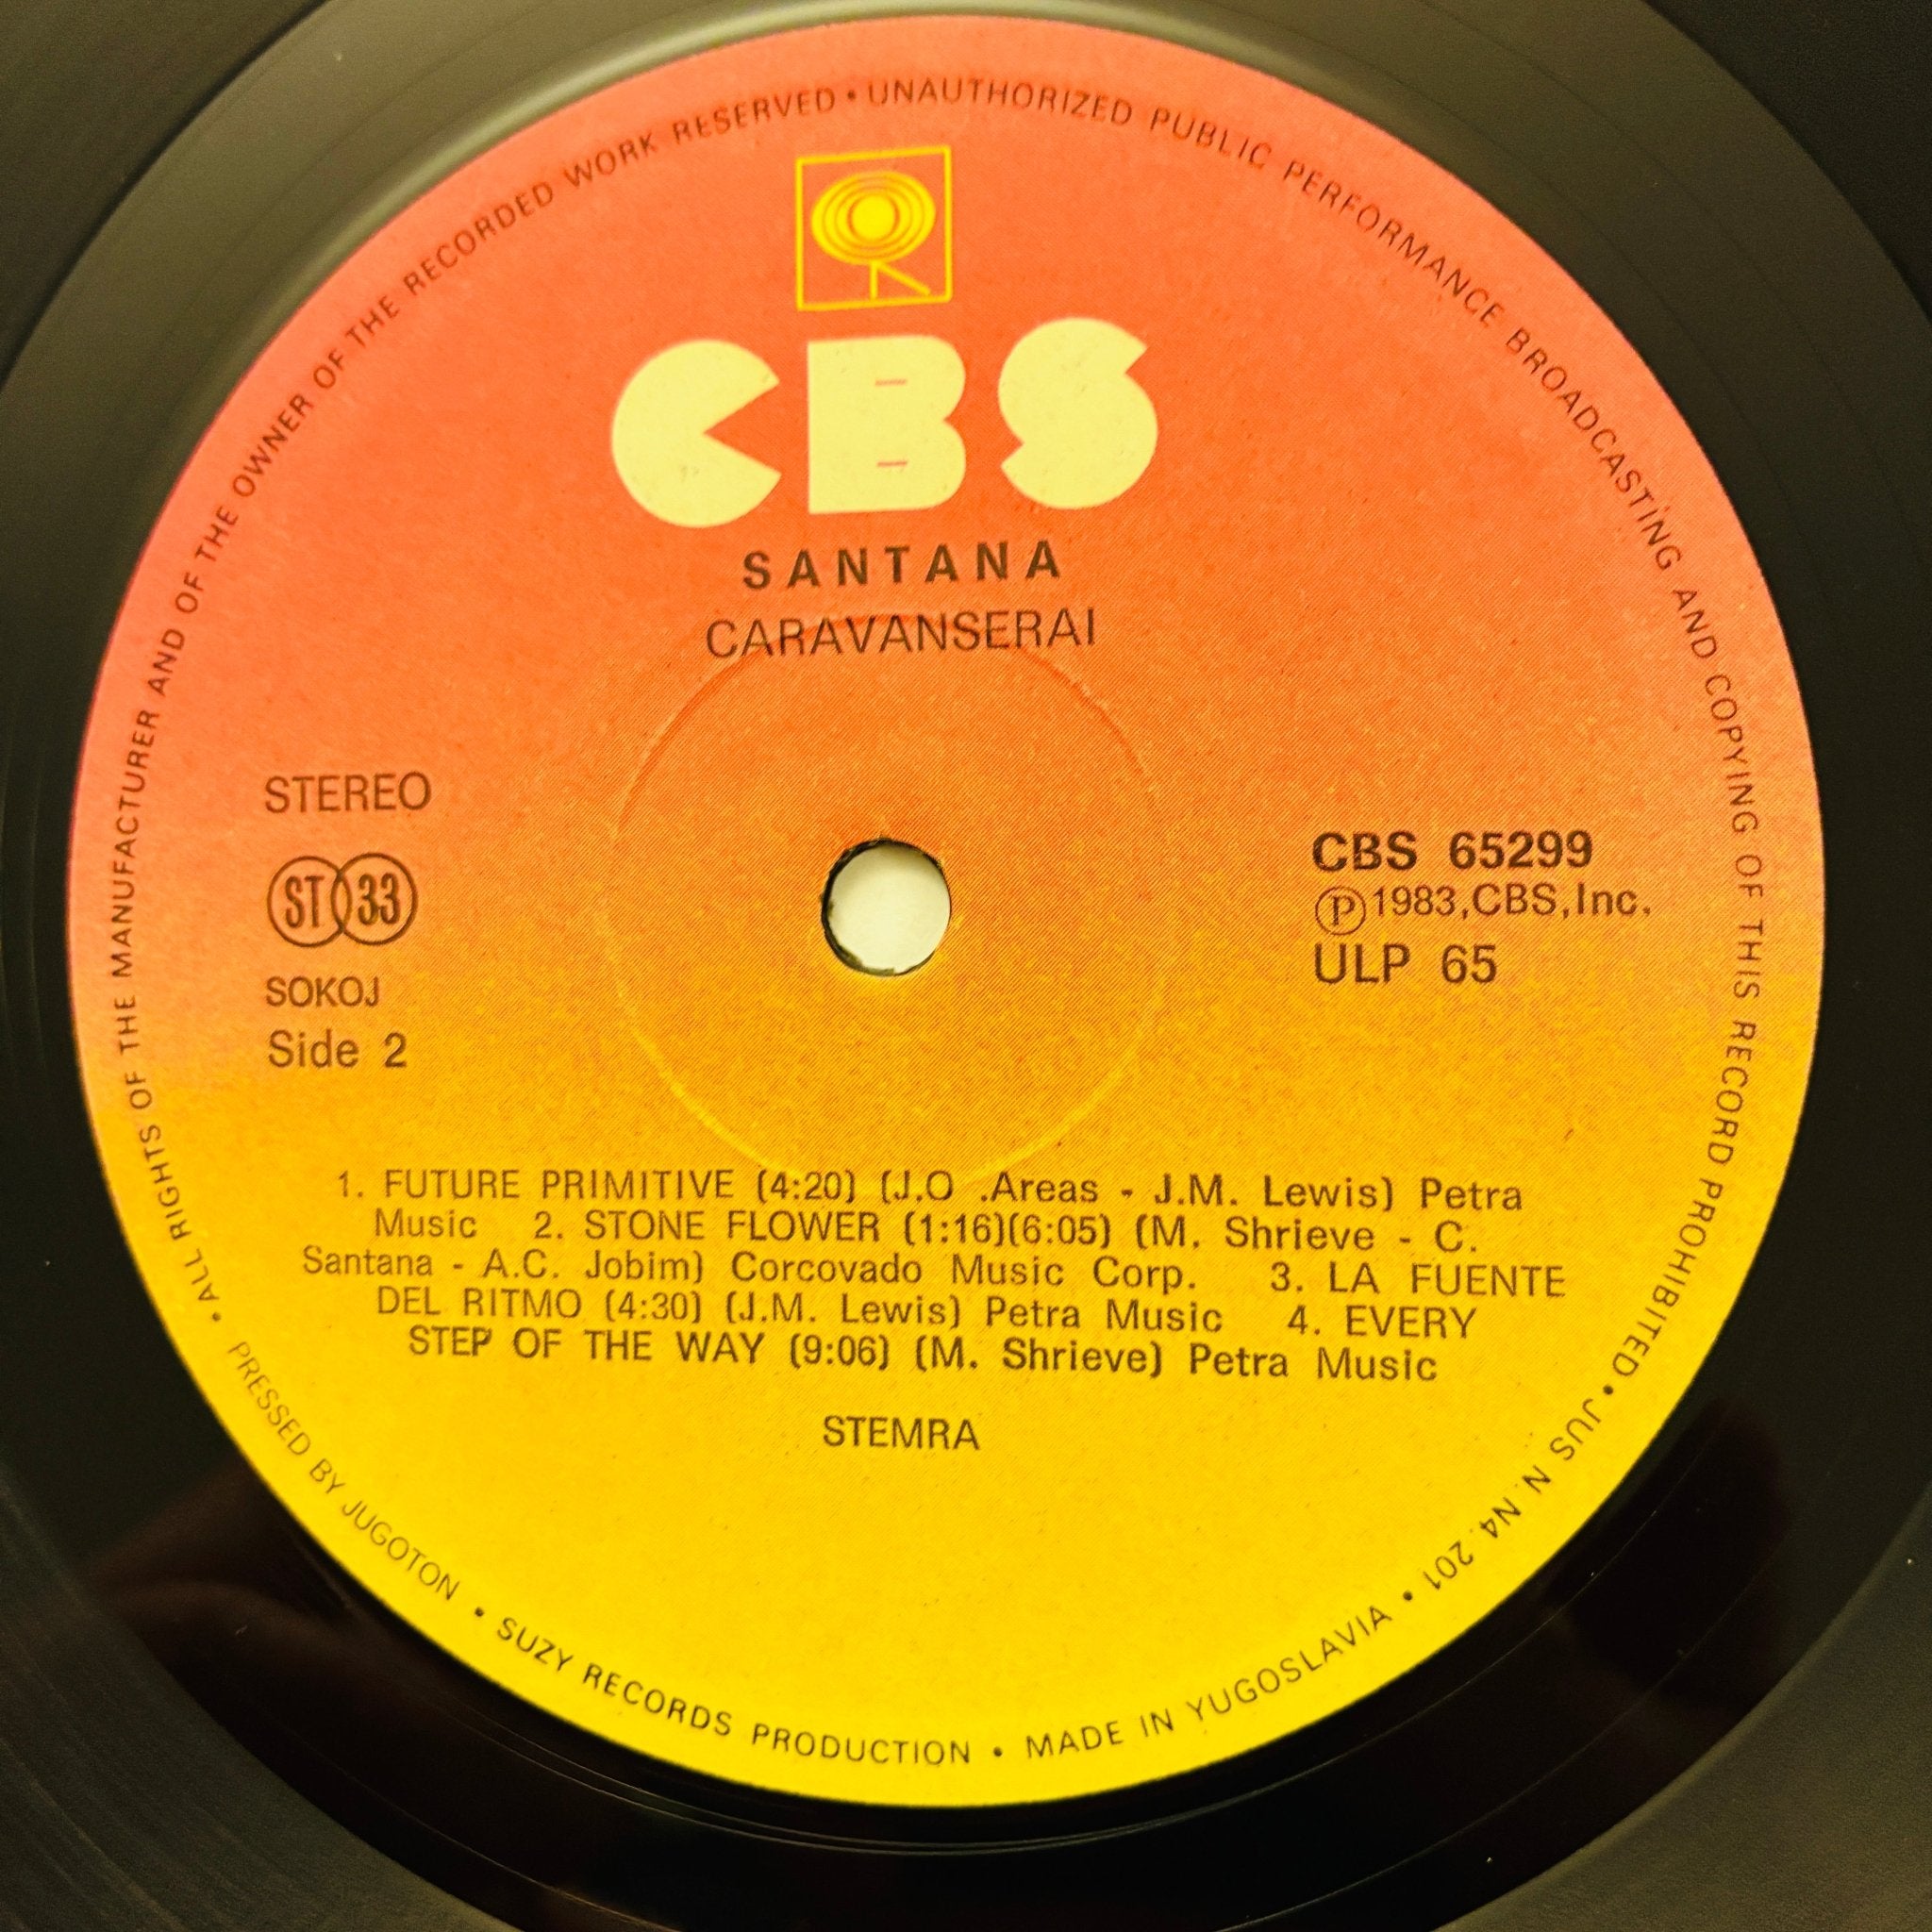 CBS
SANTANA
CARAVANSERAI
STEREO
ST 33
SOKOJ
Side 2
CBS 65299
Ⓟ1983,CBS,Inc.
ULP 65
1. FUTURE PRIMITIVE (4:20) (J.O .Areas - J.M. Lewis) Petra
Music 2. STONE FLOWER (1:16)(6:05) (M. Shrieve - C.
Santana - A.C. Jobim) Corcovado Music Corp. 3. LA FUENTE
DEL RITMO (4:30) (J.M. Lewis) Petra Music 4. EVERY
STEP OF THE WAY (9:06) (M. Shrieve) Petra Music
STEMRA
• ALL RIGHTS OF THE MANUFACTURER AND OF THE OWNER OF THE RECORDED WORK RESERVED • UNAUTHORIZED PUBLIC PERFORMANCE BROADCASTING AND COPYING OF THIS RECORD PROHIBITED • JUS N. N4. 201 •
PRESSED BY JUGOTON • SUZY RECORDS PRODUCTION • MADE IN YUGOSLAVIA